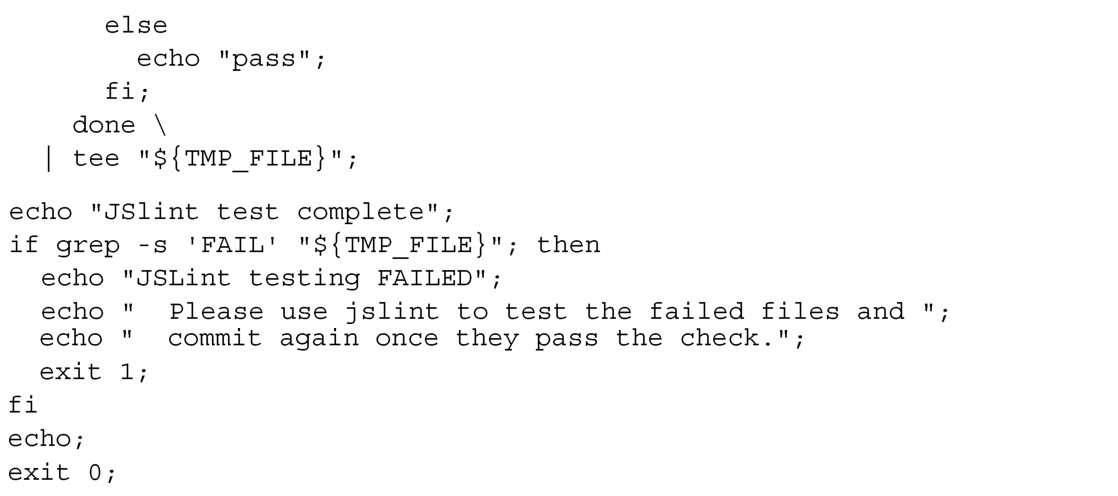 else
echo "pass";
fi;
done \
| tee "${TMP_FILE}";
echo "JSlint test complete";
if grep -s 'FAIL' "${TMP_FILE}"; then
echo "JSLint testing FAILED";
echo "  Please use jslint to test the failed files and ";
echo "  commit again once they pass the check.";
exit 1;
fi
echo;
exit 0;